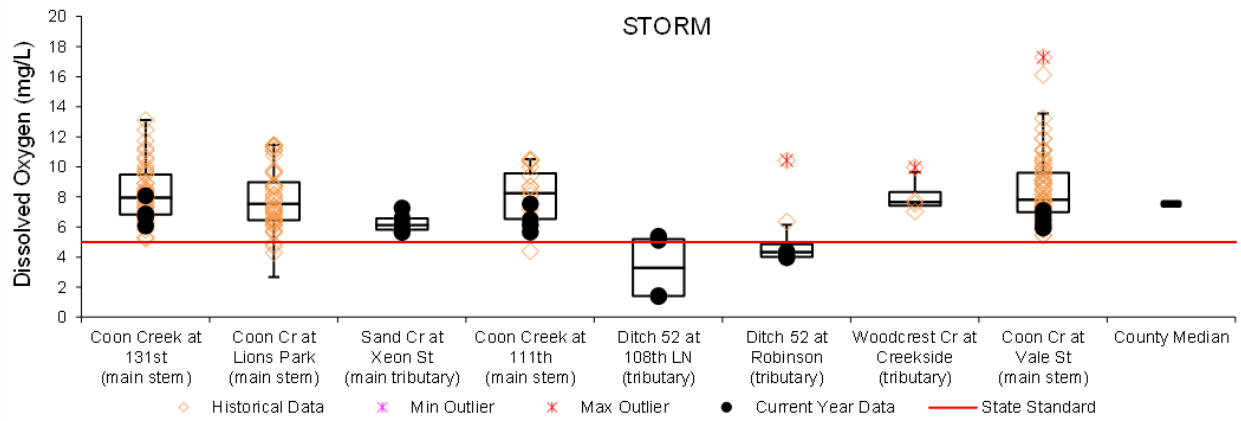 STORM
Dissolved Oxygen (mg/L)
20
18
16
14
12
10
8
6
4
2
0
Coon Creek at
131st
(main stem)
Coon Cr at
Lions Park
(main stem)
Sand Cr at
Xeon St
(main tributary)
Coon Creek at
111th
(main stem)
Ditch 52 at
108th LN
(tributary)
Ditch 52 at
Robinson
(tributary)
Woodcrest Cr at
Creekside
(tributary)
Coon Cr at
Vale St
(main stem)
County Median
Historical Data
Min Outlier
Max Outlier
Current Year Data
State Standard